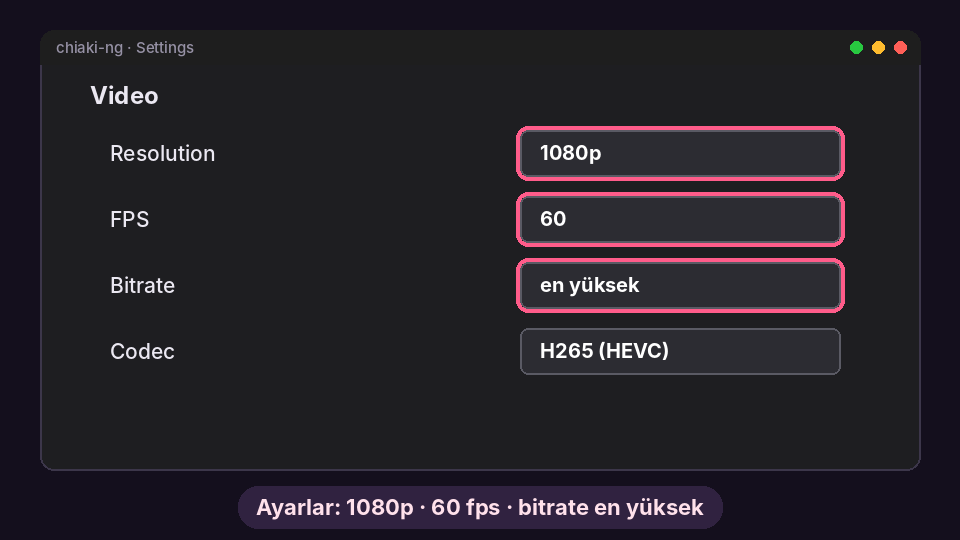 chiaki-ng · Settings
Video
Resolution 1080p
FPS 60
Bitrate en yüksek
Codec H265 (HEVC)
Ayarlar: 1080p · 60 fps · bitrate en yüksek